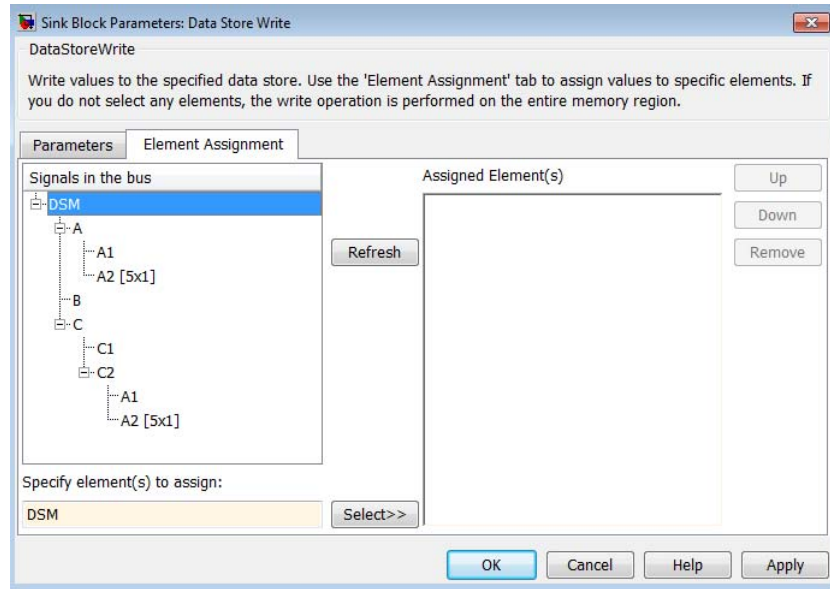 Sink Block Parameters: Data Store Write
DataStoreWrite
Write values to the specified data store. Use the 'Element Assignment' tab to assign values to specific elements. If
you do not select any elements, the write operation is performed on the entire memory region.
Parameters
Element Assignment
Signals in the bus
DSM
A
A1
A2 [5x1]
B
C
C1
C2
A1
A2 [5x1]
Specify element(s) to assign:
DSM
Refresh
Select>>
Assigned Element(s)
Up
Down
Remove
OK
Cancel
Help
Apply